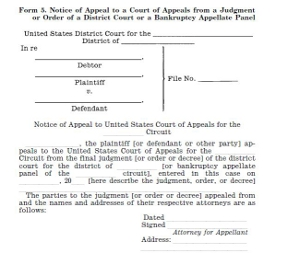 Form 5. Notice of Appeal to a Court of Appeals from a Judgment
or Order of a District Court or a Bankruptcy Appellate Panel
United States District Court for the
District of
In re
Debtor
Plaintiff
v.
Defendant
File No.
Notice of Appeal to United States Court of Appeals for the
Circuit
, the plaintiff [or defendant or other party] ap-
peals to the United States Court of Appeals for the
Circuit from the final judgment [or order or decree] of the district
court for the district of [or bankruptcy appellate
panel of the circuit], entered in this case on
, 20 [here describe the judgment, order, or decree]
The parties to the judgment [or order or decree] appealed from
and the names and addresses of their respective attorneys are as
follows:
Dated
Signed
Attorney for Appellant
Address: